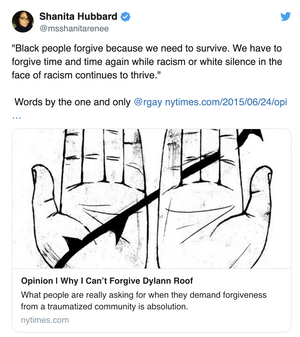 Shanita Hubbard
@msshanitarenee
"Black people forgive because we need to survive. We have to
forgive time and time again while racism or white silence in the
face of racism continues to thrive."
Words by the one and only @rgay nytimes.com/2015/06/24/opi
…
Opinion | Why I Can't Forgive Dylann Roof
What people are really asking for when they demand forgiveness
from a traumatized community is absolution.
nytimes.com